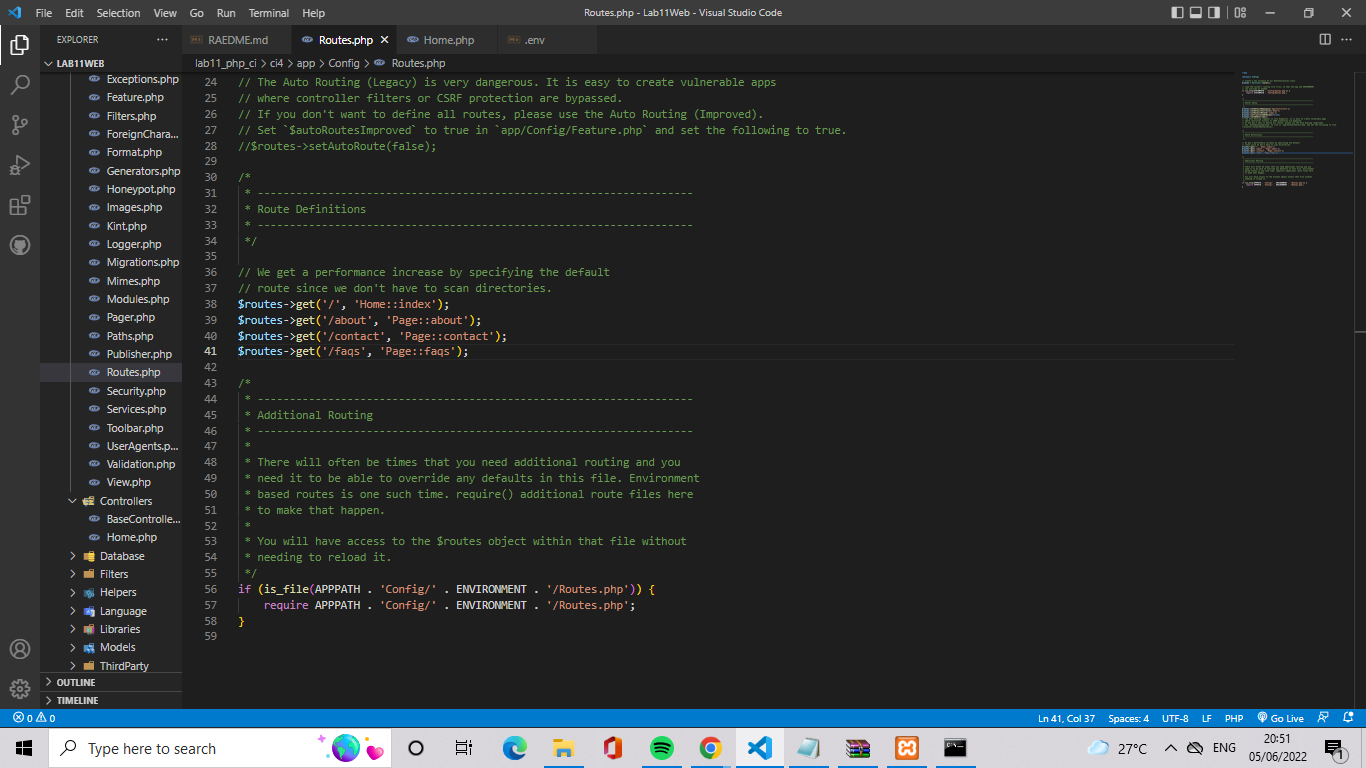 File Edit Selection View Go Run Terminal Help
Routes.php - Lab11Web - Visual Studio Code
EXPLORER
RAEDME.md
Routes.php
Home.php
.env
LAB11WEB
lab11_php_ci > ci4 > app > Config > Routes.php
Exceptions.php
Feature.php
Filters.php
ForeignChara...
Format.php
Generators.php
Honeypot.php
Images.php
Kint.php
Logger.php
Migrations.php
Mimes.php
Modules.php
Pager.php
Paths.php
Publisher.php
Routes.php
Security.php
Services.php
Toolbar.php
UserAgents.p...
Validation.php
View.php
Controllers
BaseControlle...
Home.php
Database
Filters
Helpers
Language
Libraries
Models
ThirdParty
OUTLINE
TIMELINE
24 // The Auto Routing (Legacy) is very dangerous. It is easy to create vulnerable apps
25 // where controller filters or CSRF protection are bypassed.
26 // If you don't want to define all routes, please use the Auto Routing (Improved).
27 // Set `$autoRoutesImproved` to true in `app/Config/Feature.php` and set the following to true.
28 //$routes->setAutoRoute(false);
29
30 /*
31 * --------------------------------------------------------------------
32 * Route Definitions
33 * --------------------------------------------------------------------
34 */
35
36 // We get a performance increase by specifying the default
37 // route since we don't have to scan directories.
38 $routes->get('/', 'Home::index');
39 $routes->get('/about', 'Page::about');
40 $routes->get('/contact', 'Page::contact');
41 $routes->get('/faqs', 'Page::faqs');
42
43 /*
44 * --------------------------------------------------------------------
45 * Additional Routing
46 * --------------------------------------------------------------------
47 *
48 * There will often be times that you need additional routing and you
49 * need it to be able to override any defaults in this file. Environment
50 * based routes is one such time. require() additional route files here
51 * to make that happen.
52 *
53 * You will have access to the $routes object within that file without
54 * needing to reload it.
55 */
56 if (is_file(APPPATH . 'Config/' . ENVIRONMENT . '/Routes.php')) {
57 require APPPATH . 'Config/' . ENVIRONMENT . '/Routes.php';
58 }
59
0 0
Ln 41, Col 37 Spaces: 4 UTF-8 LF PHP Go Live
Type here to search
27°C ENG
20:51
05/06/2022
1